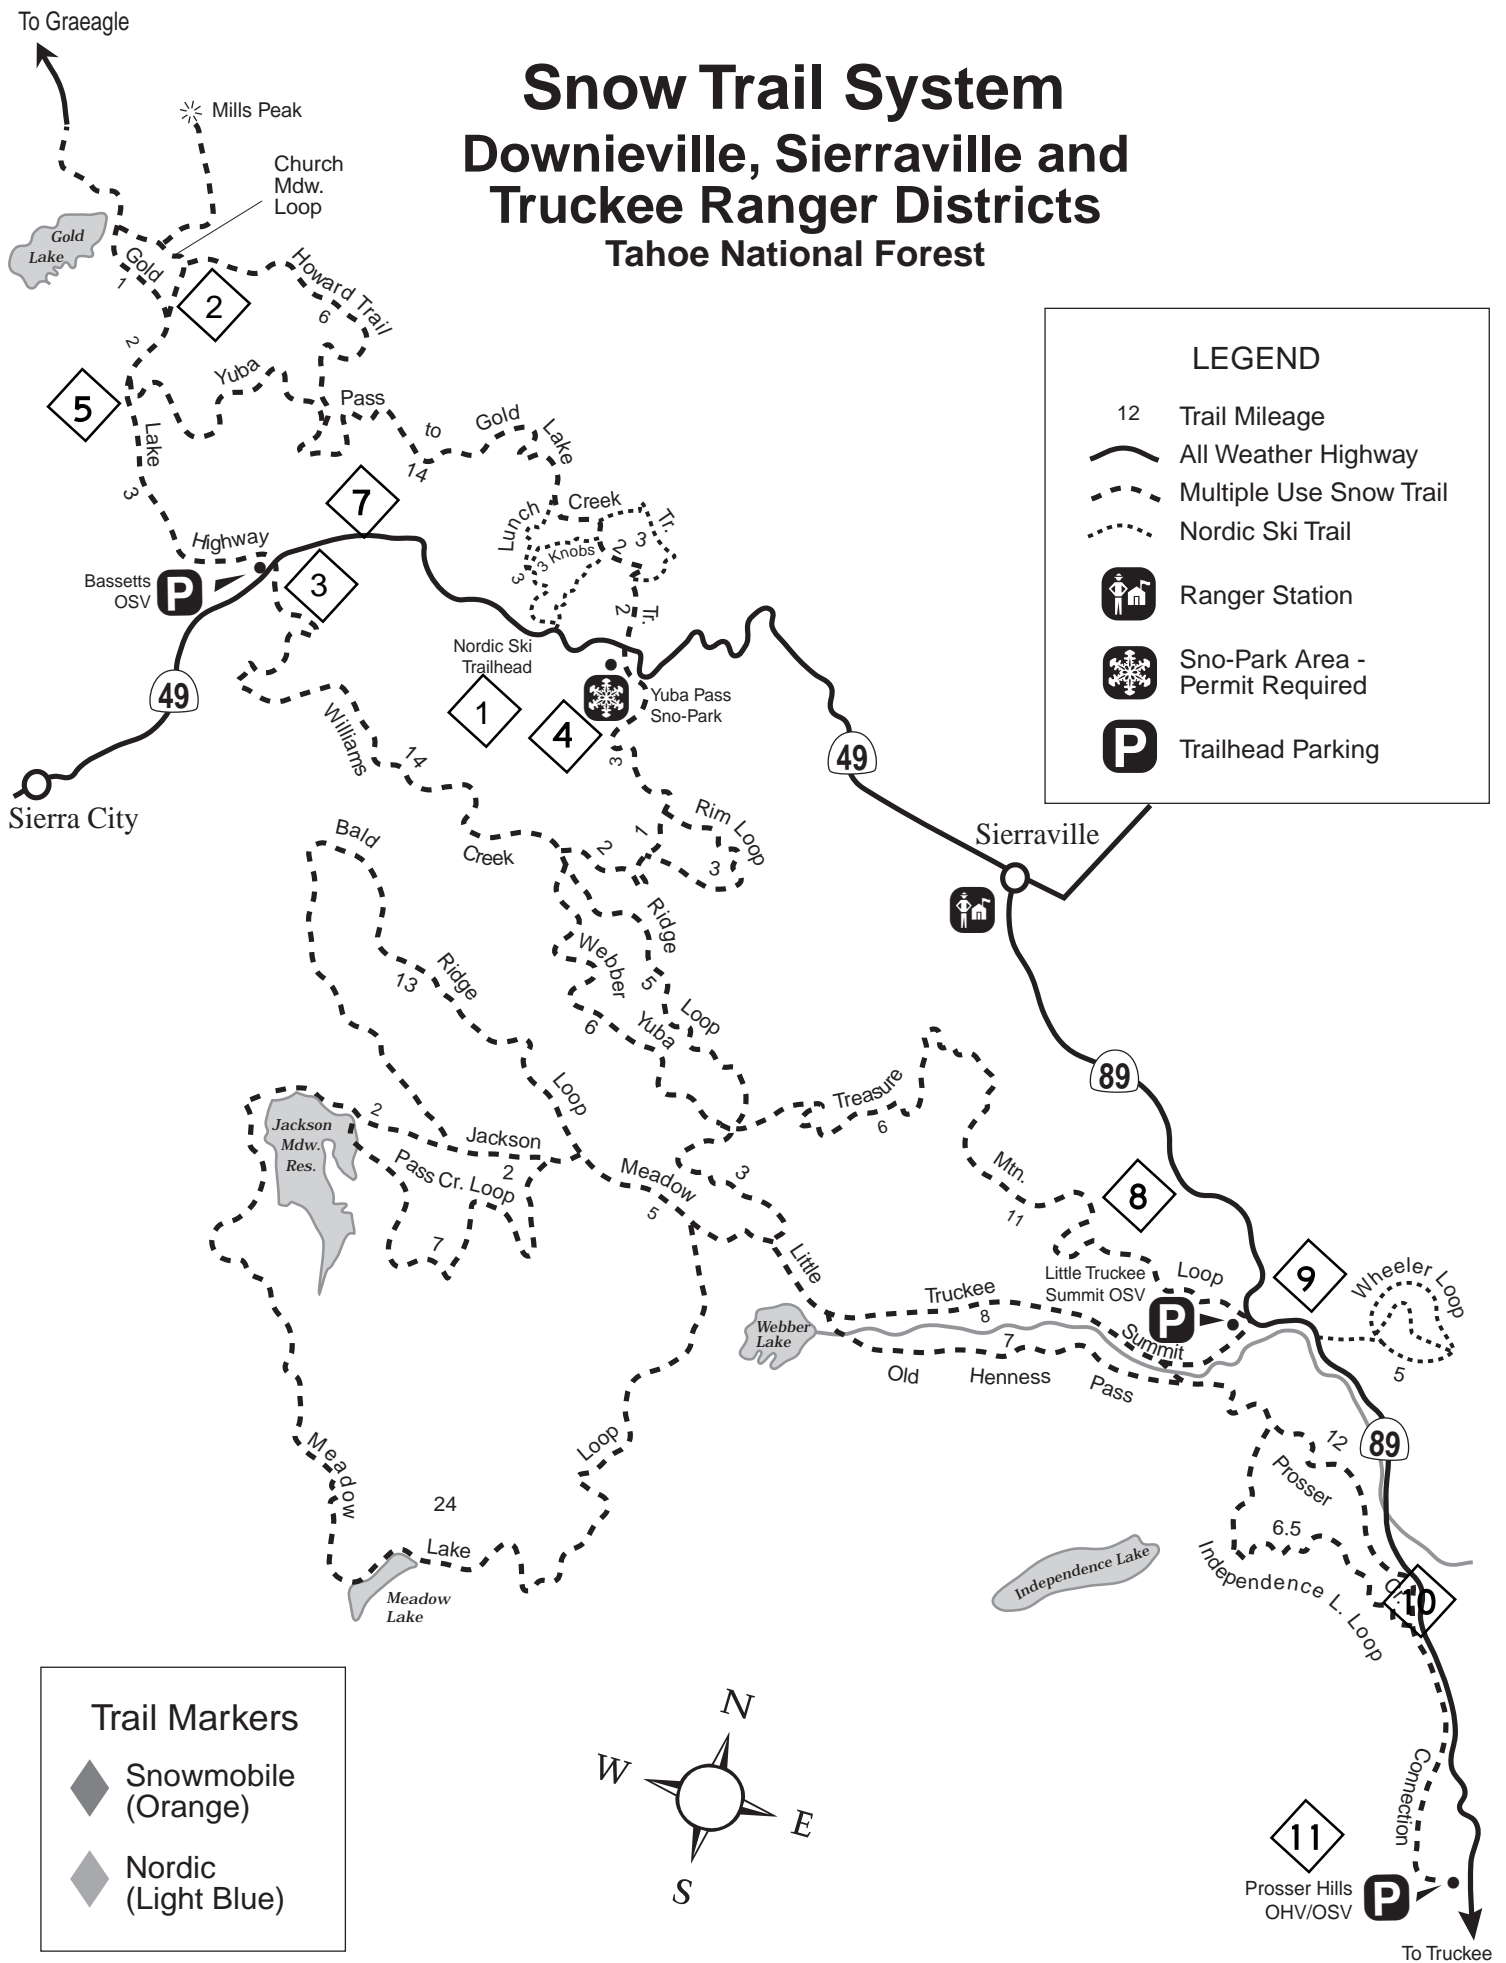 To Graeagle
Snow Trail System
Downieville, Sierraville and
Truckee Ranger Districts
Tahoe National Forest
Mills Peak
Church
Mdw.
Loop
Gold
Lake
Gold
1
2
Howard Trail
6
2
5
Yuba
Pass
to
Gold
Lake
14
Lake
3
Highway
7
Bassetts
OSV
P
3
Lunch
Creek
Tr.
3
3 Knobs
2
3
2
Tr.
49
Sierra City
Nordic Ski
Trailhead
1
4
Yuba Pass
Sno-Park
3
Williams
14
Creek
49
LEGEND
12
Trail Mileage
All Weather Highway
Multiple Use Snow Trail
Nordic Ski Trail
Ranger Station
Sno-Park Area -
Permit Required
P
Trailhead Parking
Sierraville
Bald
Ridge
13
Loop
2
1
Rim Loop
3
Ridge
5
Loop
Webber
6
Yuba
89
Jackson
Mdw.
Res.
2
Jackson
2
Pass Cr. Loop
7
Meadow
5
3
Treasure
6
Mtn.
11
8
Little
Truckee
8
Summit
Little Truckee
Summit OSV
P
Loop
9
Wheeler Loop
5
Webber
Lake
7
Old
Henness
Pass
12
89
Prosser
6.5
Independence L. Loop
Cr.
10
Independence Lake
Meadow
24
Lake
Loop
Meadow
Lake
Trail Markers
Snowmobile
(Orange)
Nordic
(Light Blue)
N
W
E
S
Connection
11
Prosser Hills
OHV/OSV
P
To Truckee